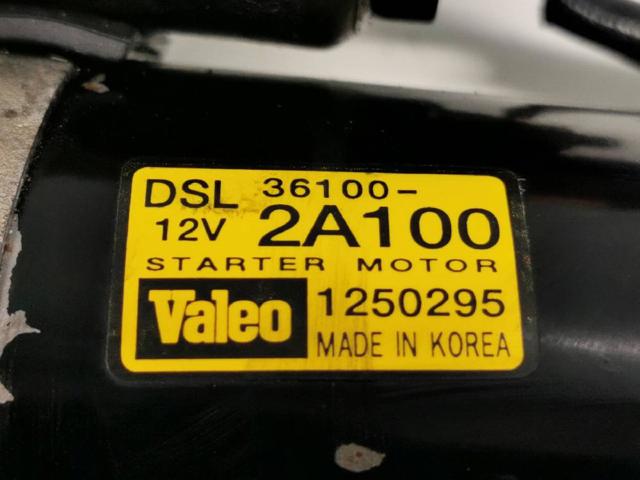 DSL 36100-
12V 2A100
STARTER MOTOR
Valeo 1250295
MADE IN KOREA